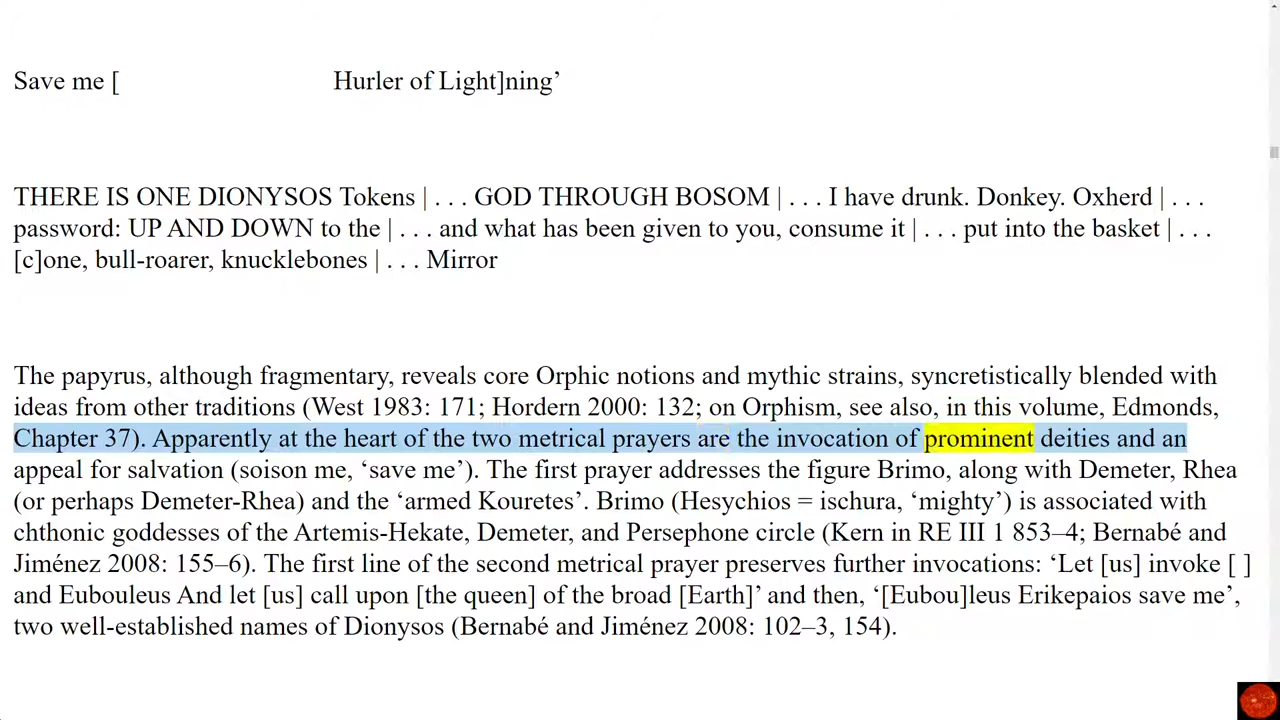 Save me [ Hurler of Light]ning’
THERE IS ONE DIONYSOS Tokens | . . . GOD THROUGH BOSOM | . . . I have drunk. Donkey. Oxherd | . . .
password: UP AND DOWN to the | . . . and what has been given to you, consume it | . . . put into the basket | . . .
[c]one, bull-roarer, knucklebones | . . . Mirror
The papyrus, although fragmentary, reveals core Orphic notions and mythic strains, syncretistically blended with
ideas from other traditions (West 1983: 171; Hordern 2000: 132; on Orphism, see also, in this volume, Edmonds,
Chapter 37). Apparently at the heart of the two metrical prayers are the invocation of prominent deities and an
appeal for salvation (soison me, ‘save me’). The first prayer addresses the figure Brimo, along with Demeter, Rhea
(or perhaps Demeter-Rhea) and the ‘armed Kouretes’. Brimo (Hesychios = ischura, ‘mighty’) is associated with
chthonic goddesses of the Artemis-Hekate, Demeter, and Persephone circle (Kern in RE III 1 853–4; Bernabé and
Jiménez 2008: 155–6). The first line of the second metrical prayer preserves further invocations: ‘Let [us] invoke [ ]
and Eubouleus And let [us] call upon [the queen] of the broad [Earth]’ and then, ‘[Eubou]leus Erikepaios save me’,
two well-established names of Dionysos (Bernabé and Jiménez 2008: 102–3, 154).